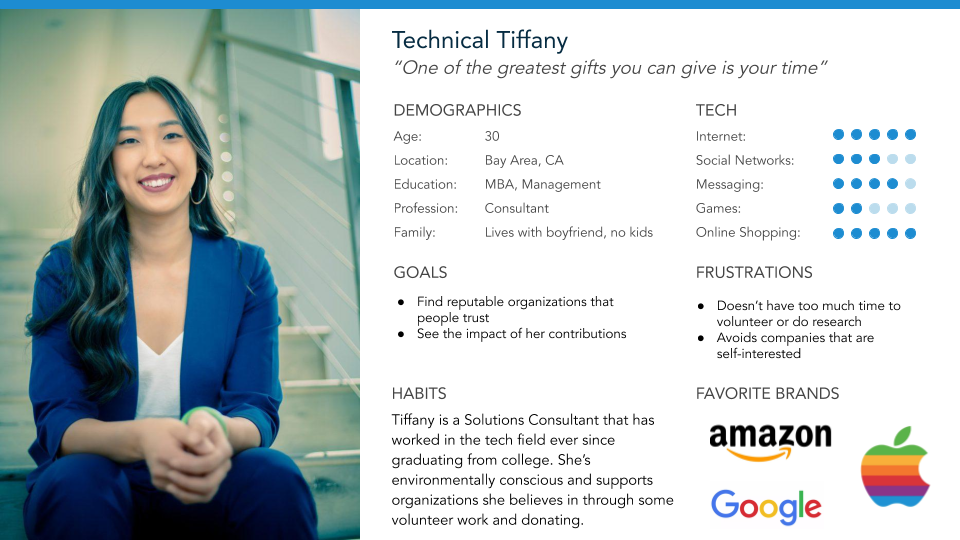 Technical Tiffany
“One of the greatest gifts you can give is your time”
DEMOGRAPHICS
Age: 30
Location: Bay Area, CA
Education: MBA, Management
Profession: Consultant
Family: Lives with boyfriend, no kids
TECH
Internet:
Social Networks:
Messaging:
Games:
Online Shopping:
GOALS
● Find reputable organizations that
people trust
● See the impact of her contributions
FRUSTRATIONS
● Doesn’t have too much time to
volunteer or do research
● Avoids companies that are
self-interested
HABITS
Tiffany is a Solutions Consultant that has
worked in the tech field ever since
graduating from college. She’s
environmentally conscious and supports
organizations she believes in through some
volunteer work and donating.
FAVORITE BRANDS
amazon
Google